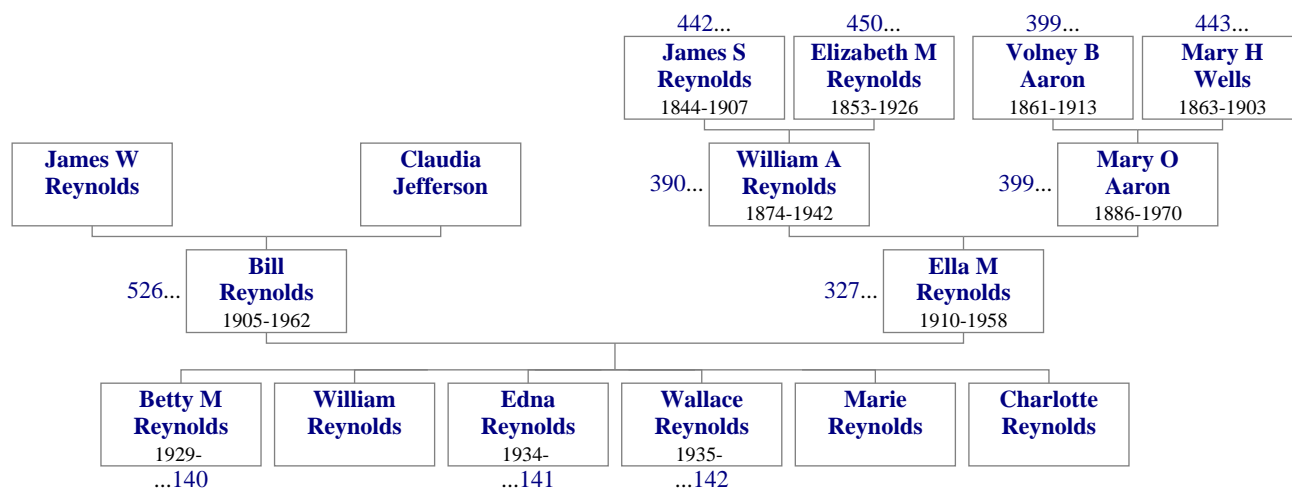 442...
450...
399...
443...
James S
Reynolds
1844-1907
Elizabeth M
Reynolds
1853-1926
Volney B
Aaron
1861-1913
Mary H
Wells
1863-1903
James W
Reynolds
Claudia
Jefferson
390...
William A
Reynolds
1874-1942
399...
Mary O
Aaron
1886-1970
526...
Bill
Reynolds
1905-1962
327...
Ella M
Reynolds
1910-1958
Betty M
Reynolds
1929-
...140
William
Reynolds
Edna
Reynolds
1934-
...141
Wallace
Reynolds
1935-
...142
Marie
Reynolds
Charlotte
Reynolds